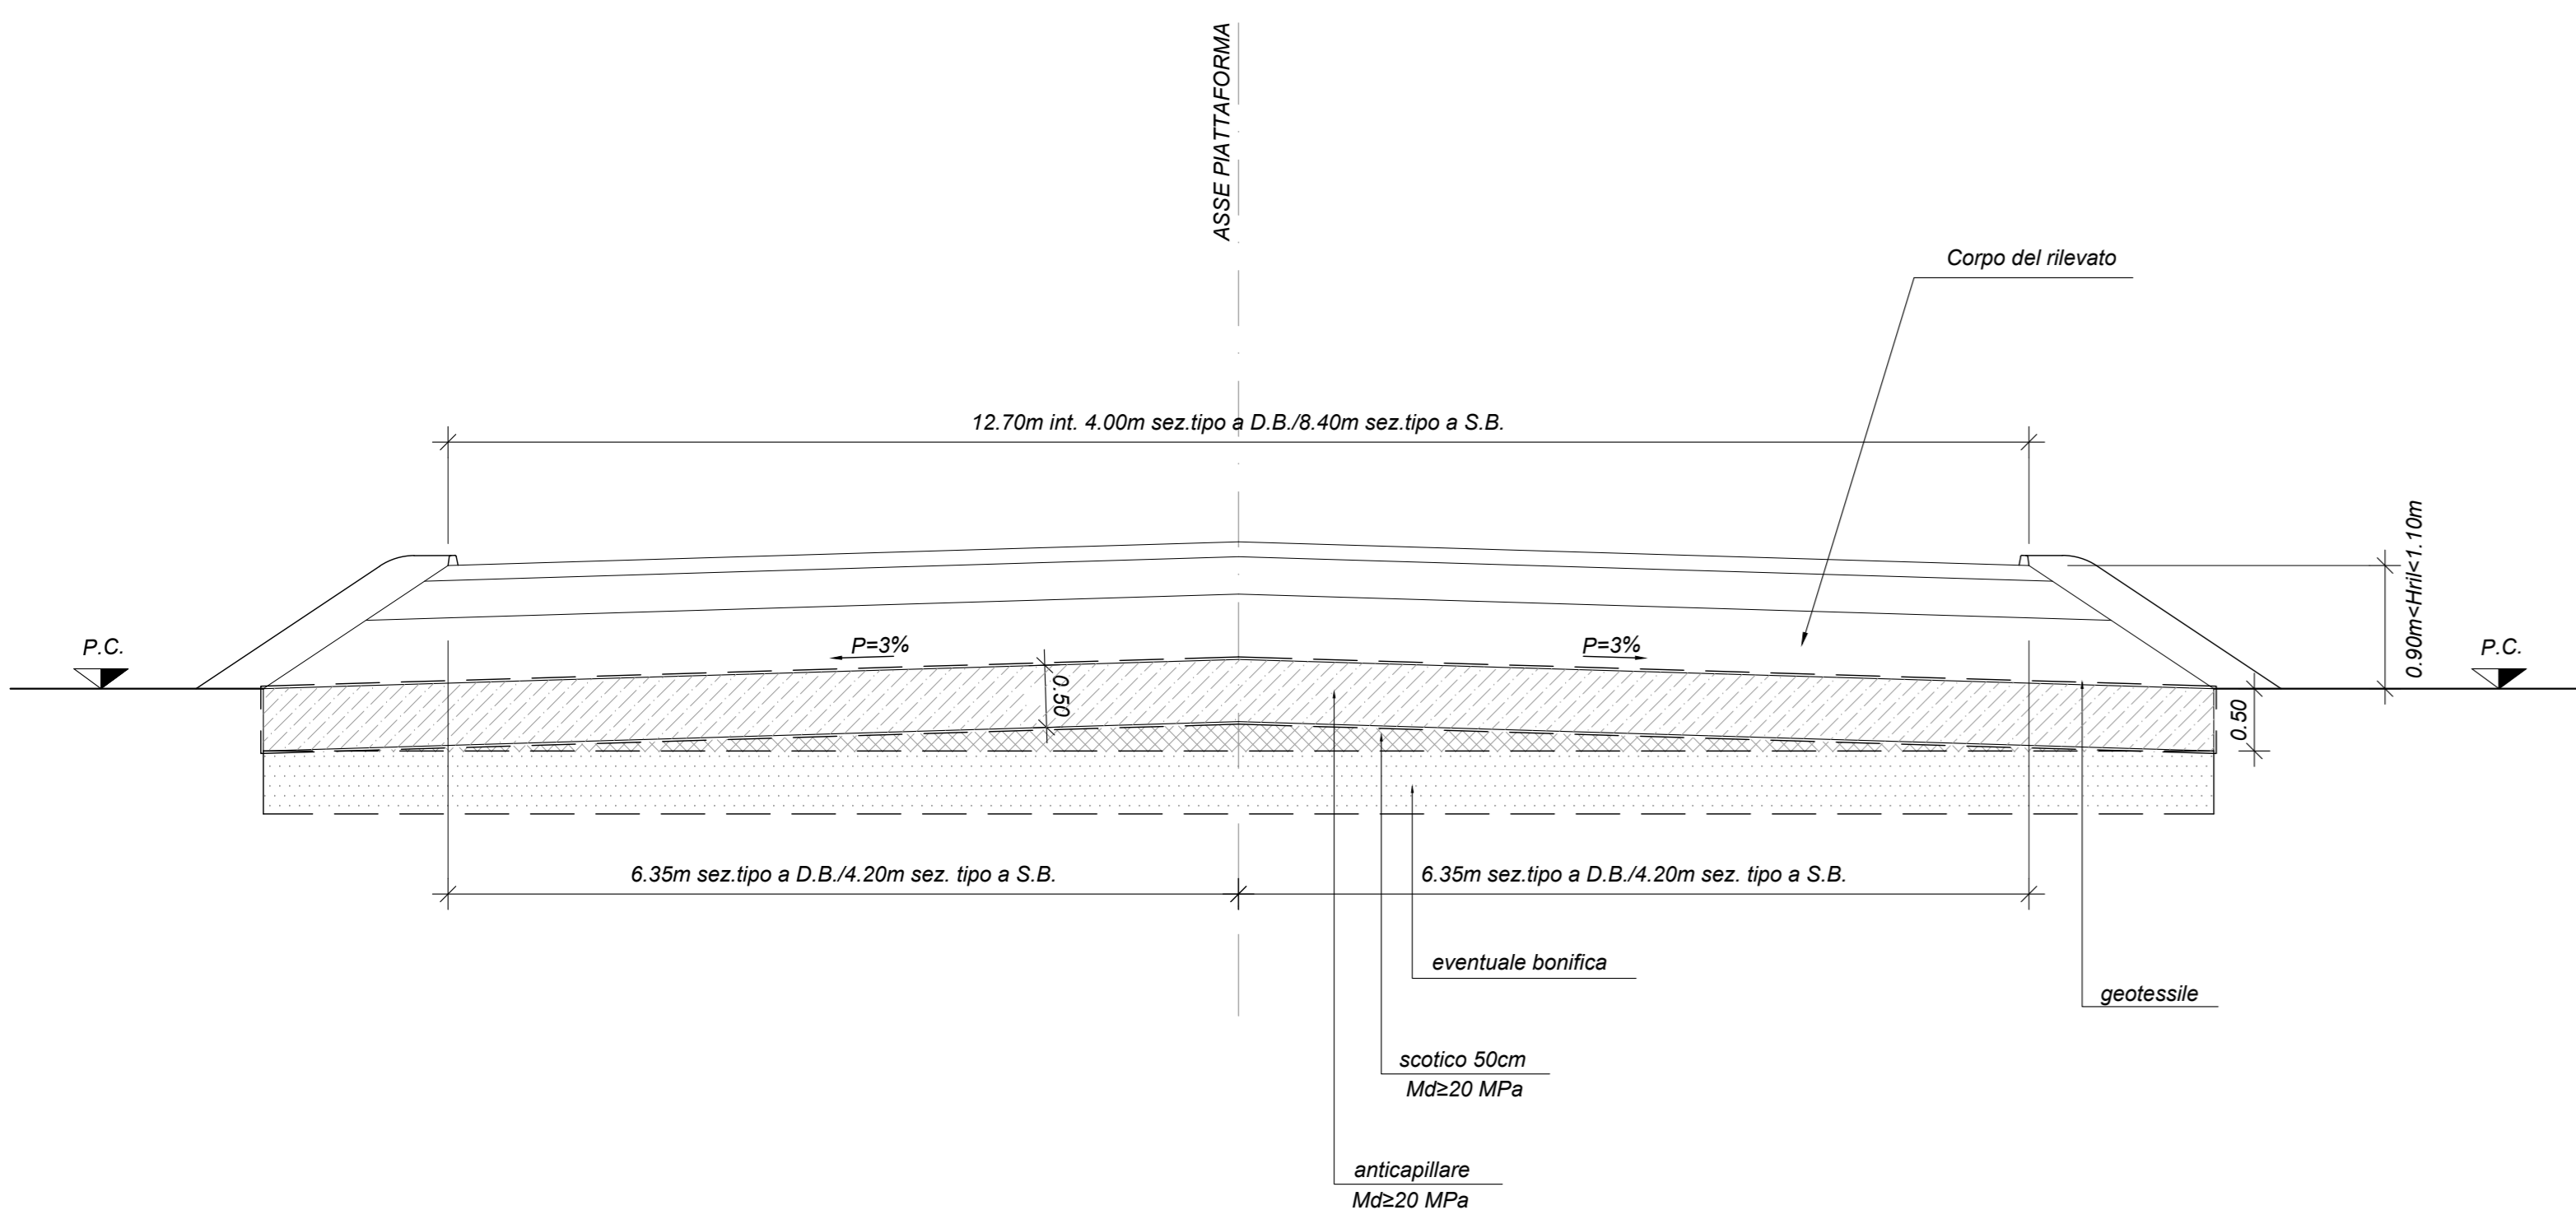 ASSE PIATTAFORMA
Corpo del rilevato
12.70m int. 4.00m sez.tipo a D.B./8.40m sez.tipo a S.B.
0.90m<Hril<1.10m
P.C.
P=3%
P=3%
P.C.
0.50
0.50
6.35m sez.tipo a D.B./4.20m sez. tipo a S.B.
6.35m sez.tipo a D.B./4.20m sez. tipo a S.B.
eventuale bonifica
geotessile
scotico 50cm
Md≥20 MPa
anticapillare
Md≥20 MPa